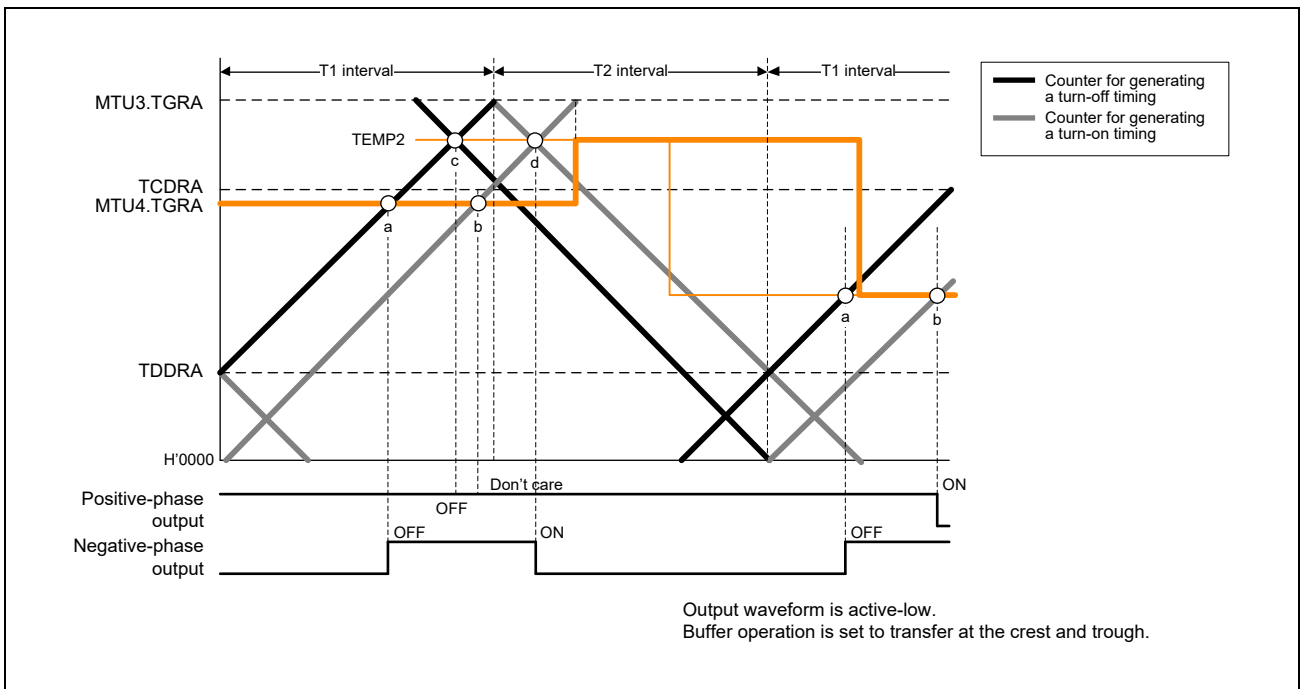 T1 interval
T2 interval
T1 interval
Counter for generating
a turn-off timing
Counter for generating
a turn-on timing
MTU3.TGRA
TEMP2
c
d
TCDRA
MTU4.TGRA
a
b
a
b
TDDRA
H'0000
Don't care
ON
Positive-phase
output
OFF
OFF
ON
OFF
Negative-phase
output
Output waveform is active-low.
Buffer operation is set to transfer at the crest and trough.